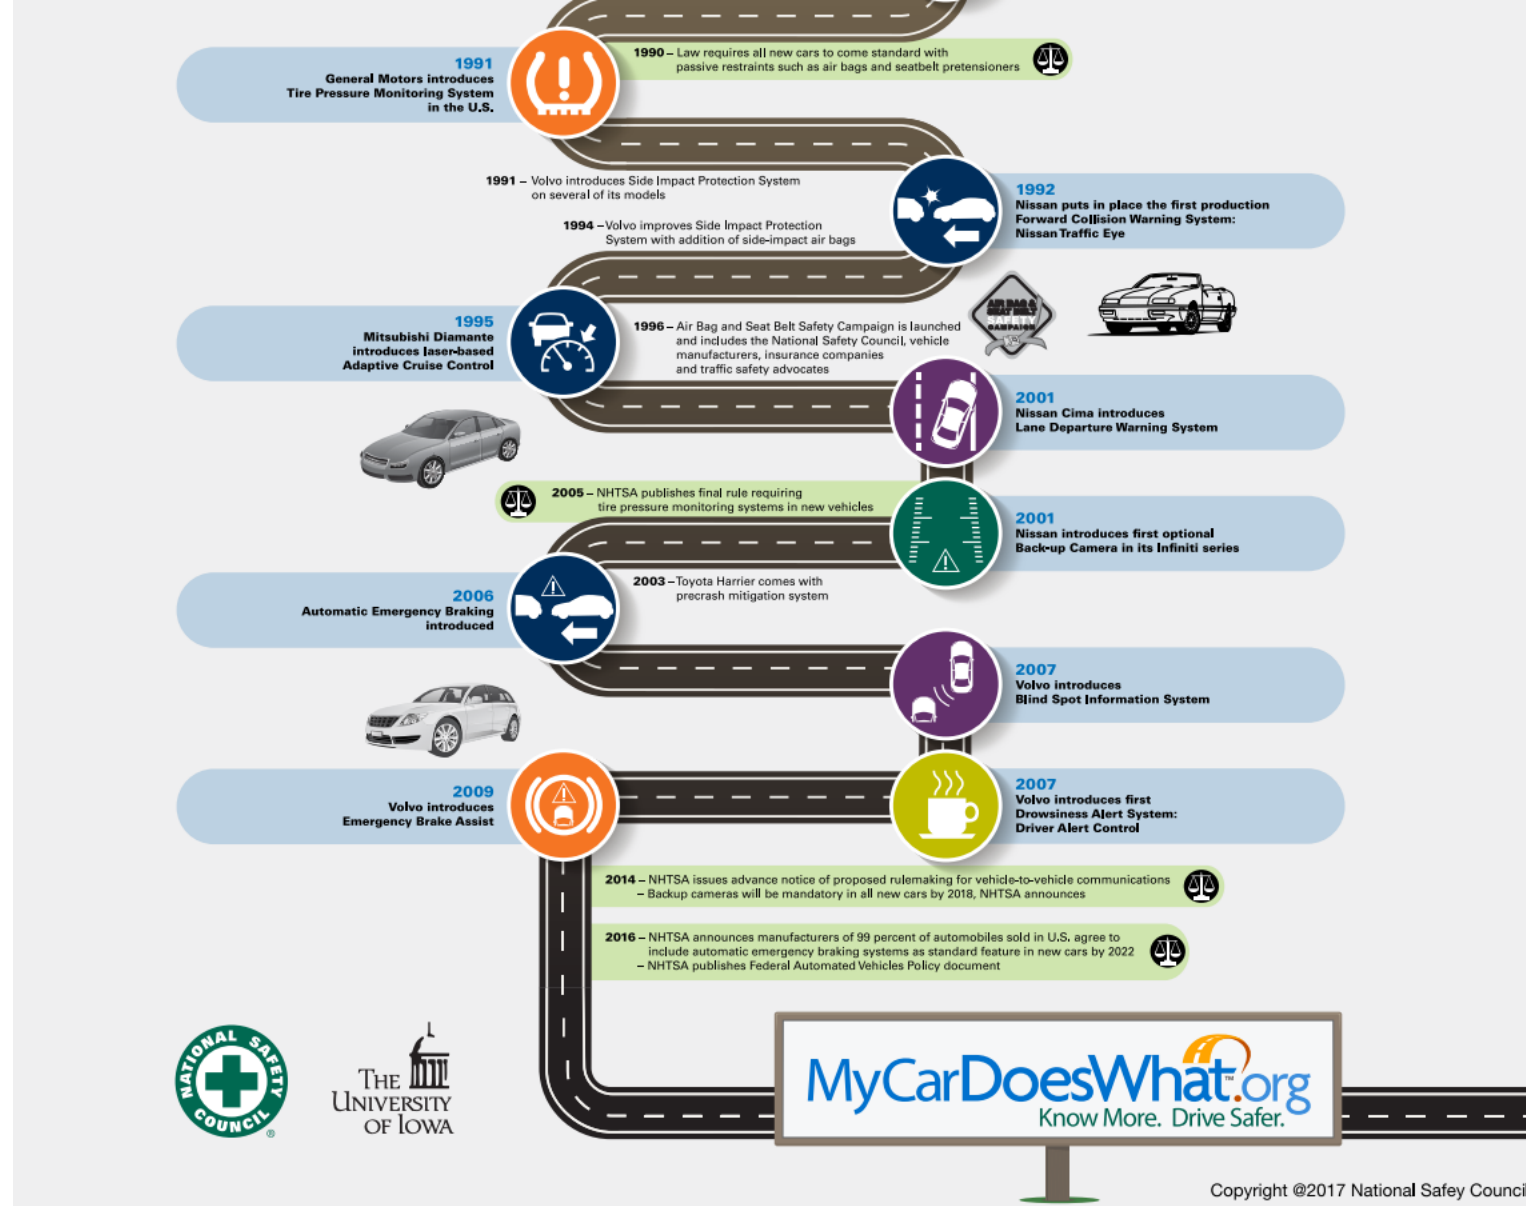 1990 – Law requires all new cars to come standard with
passive restraints such as air bags and seatbelt pretensioners
1991
General Motors introduces
Tire Pressure Monitoring System
in the U.S.
1991 – Volvo introduces Side Impact Protection System
on several of its models
1992
Nissan puts in place the first production
Forward Collision Warning System:
Nissan Traffic Eye
1994 – Volvo improves Side Impact Protection
System with addition of side-impact air bags
1995
Mitsubishi Diamante
introduces laser-based
Adaptive Cruise Control
1996 – Air Bag and Seat Belt Safety Campaign is launched
and includes the National Safety Council, vehicle
manufacturers, insurance companies
and traffic safety advocates
AIR BAG &
SEAT BELT
SAFETY
CAMPAIGN
2001
Nissan Cima introduces
Lane Departure Warning System
2005 – NHTSA publishes final rule requiring
tire pressure monitoring systems in new vehicles
2001
Nissan introduces first optional
Back-up Camera in its Infiniti series
2003 – Toyota Harrier comes with
precrash mitigation system
2006
Automatic Emergency Braking
introduced
2007
Volvo introduces
Blind Spot Information System
2009
Volvo introduces
Emergency Brake Assist
2007
Volvo introduces first
Drowsiness Alert System:
Driver Alert Control
2014 – NHTSA issues advance notice of proposed rulemaking for vehicle-to-vehicle communications
– Backup cameras will be mandatory in all new cars by 2018, NHTSA announces
2016 – NHTSA announces manufacturers of 99 percent of automobiles sold in U.S. agree to
include automatic emergency braking systems as standard feature in new cars by 2022
– NHTSA publishes Federal Automated Vehicles Policy document
NATIONAL SAFETY
COUNCIL ®
THE
UNIVERSITY
OF IOWA
MyCarDoesWhat™.org
Know More. Drive Safer.
Copyright @2017 National Safey Council